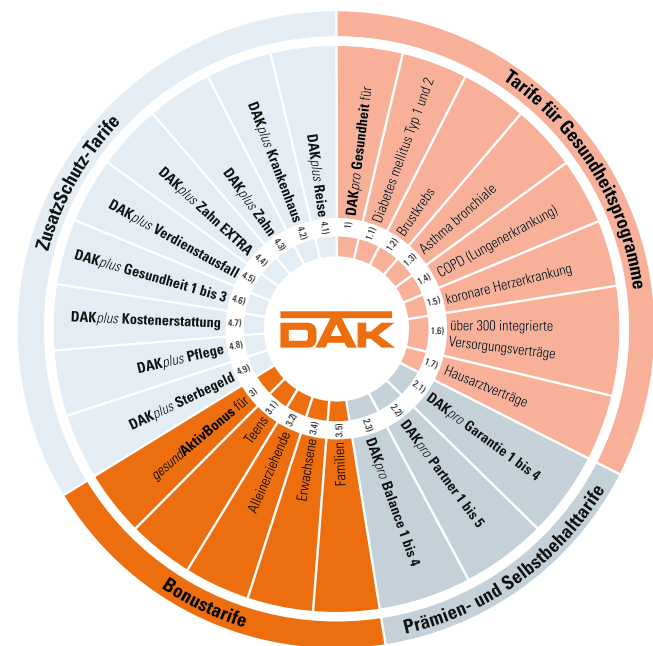 Tarife für Gesundheitsprogramme
1) DAKpro Gesundheit für
1.1) Diabetes mellitus Typ 1 und 2
1.2) Brustkrebs
1.3) Asthma bronchiale
1.4) COPD (Lungenerkrankung)
1.5) koronare Herzerkrankung
1.6) über 300 integrierte
Versorgungsverträge
1.7) Hausarztverträge
Prämien- und Selbstbehalttarife
2.1) DAKpro Garantie 1 bis 4
2.2) DAKpro Partner 1 bis 5
2.3) DAKpro Balance 1 bis 4
Bonustarife
3) gesundAktivBonus für
3.1) Teens
3.2) Alleinerziehende
3.4) Erwachsene
3.5) Familien
ZusatzSchutz-Tarife
DAKplus Reise 4.1)
DAKplus Krankenhaus 4.2)
DAKplus Zahn 4.3)
DAKplus Zahn EXTRA 4.4)
DAKplus Verdienstausfall 4.5)
DAKplus Gesundheit 1 bis 3 4.6)
DAKplus Kostenerstattung 4.7)
DAKplus Pflege 4.8)
DAKplus Sterbegeld 4.9)
DAK